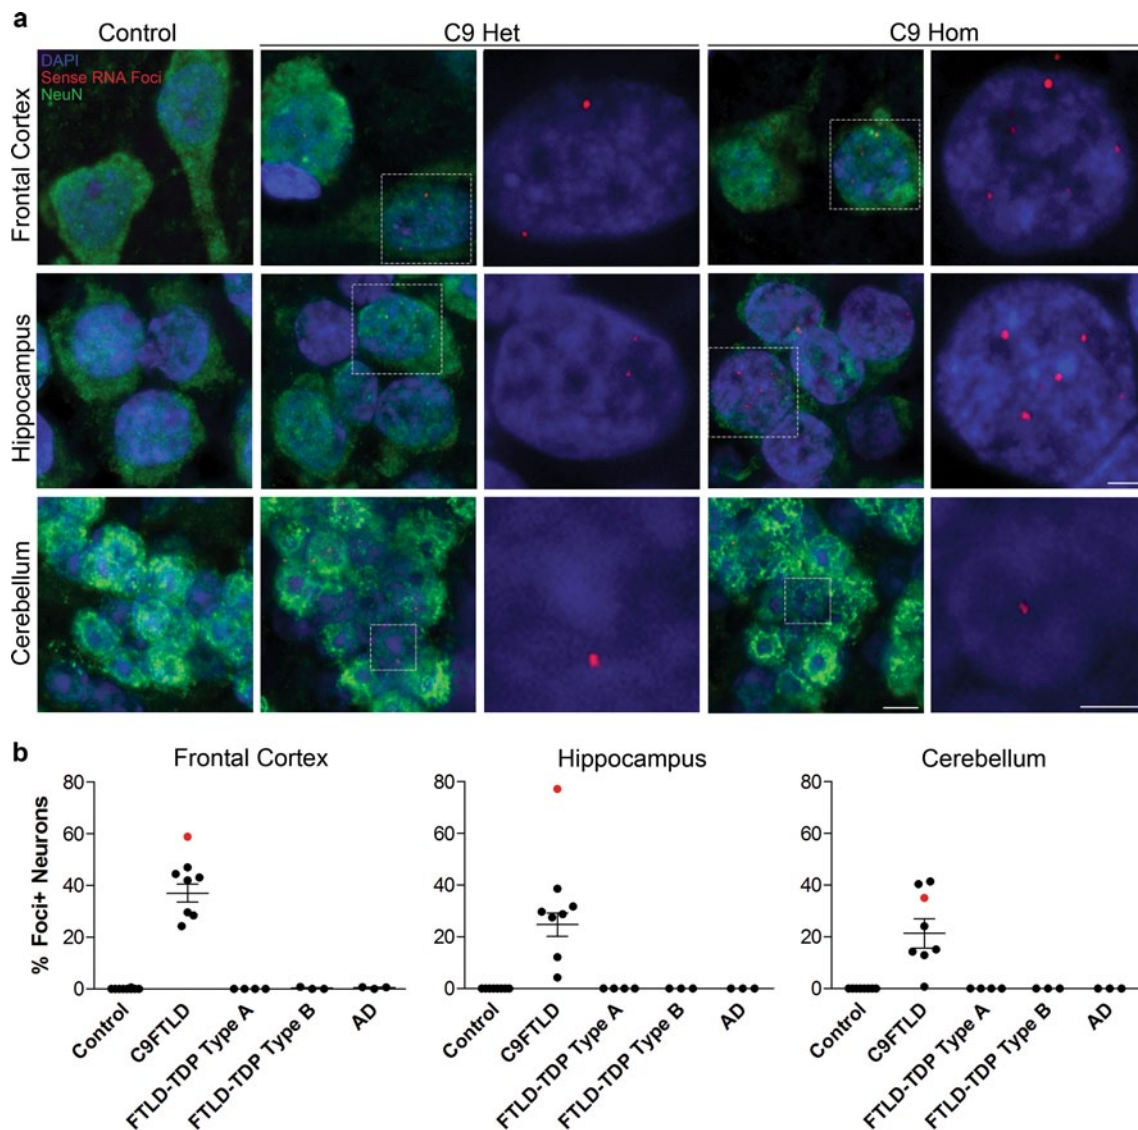 a
Control
C9 Het
C9 Hom
Frontal Cortex
DAPI
Sense RNA Foci
NeuN
Hippocampus
Cerebellum
b
Frontal Cortex
Hippocampus
Cerebellum
% Foci+ Neurons
80
60
40
20
0
Control
C9FTLD
FTLD-TDP Type A
FTLD-TDP Type B
AD
80
60
40
20
0
Control
C9FTLD
FTLD-TDP Type A
FTLD-TDP Type B
AD
80
60
40
20
0
Control
C9FTLD
FTLD-TDP Type A
FTLD-TDP Type B
AD